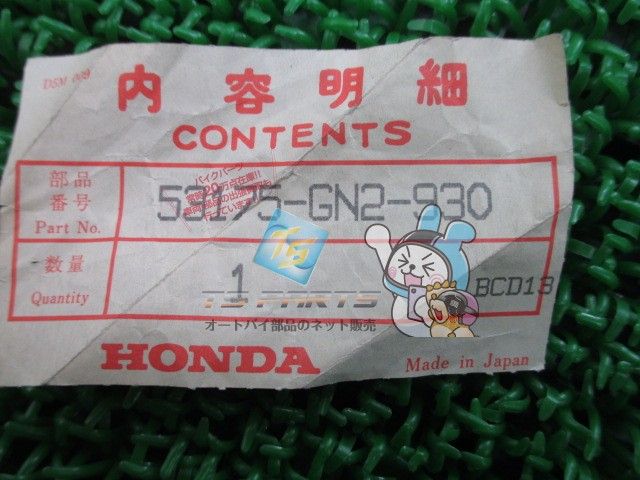 DSM 009
内容明細
CONTENTS
部品番号
Part No.
53175-GN2-930
数量
Quantity
1
BCD13
TS PARTS
オートバイ部品のネット販売
HONDA
Made in Japan